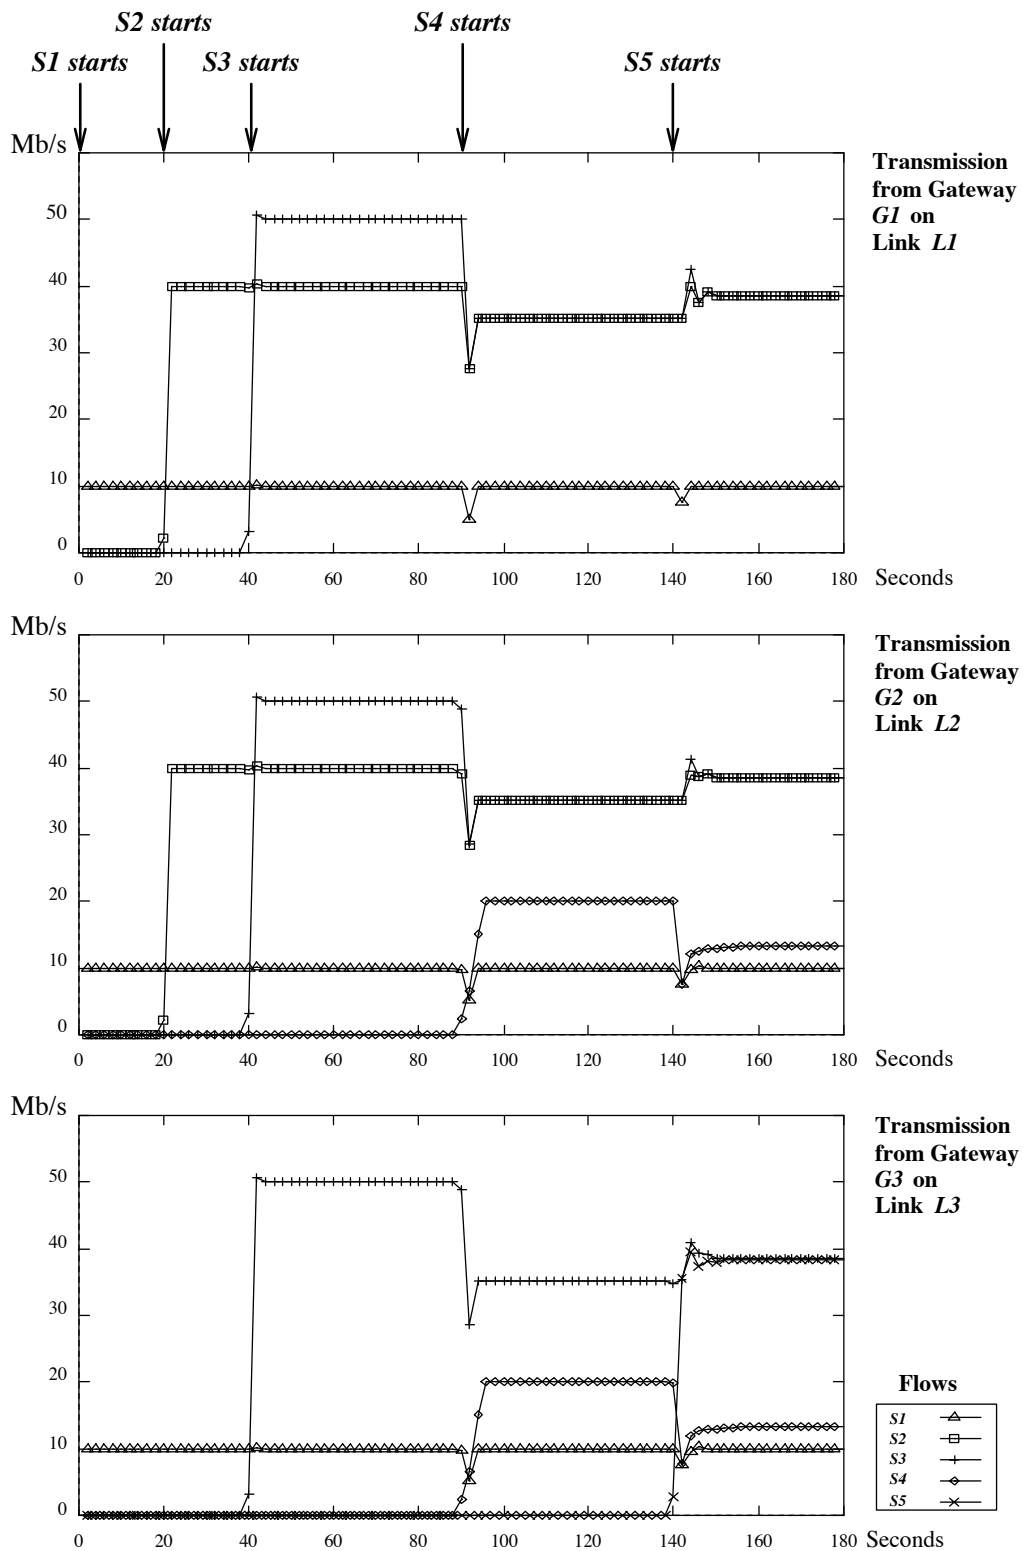 S2 starts S4 starts
S1 starts S3 starts S5 starts
Mb/s
Transmission
from Gateway
G1 on
Link L1
50
40
30
20
10
0
0 20 40 60 80 100 120 140 160 180 Seconds
Mb/s
Transmission
from Gateway
G2 on
Link L2
50
40
30
20
10
0
0 20 40 60 80 100 120 140 160 180 Seconds
Mb/s
Transmission
from Gateway
G3 on
Link L3
50
40
30
20
10
0
0 20 40 60 80 100 120 140 160 180 Seconds
Flows
S1
S2
S3
S4
S5